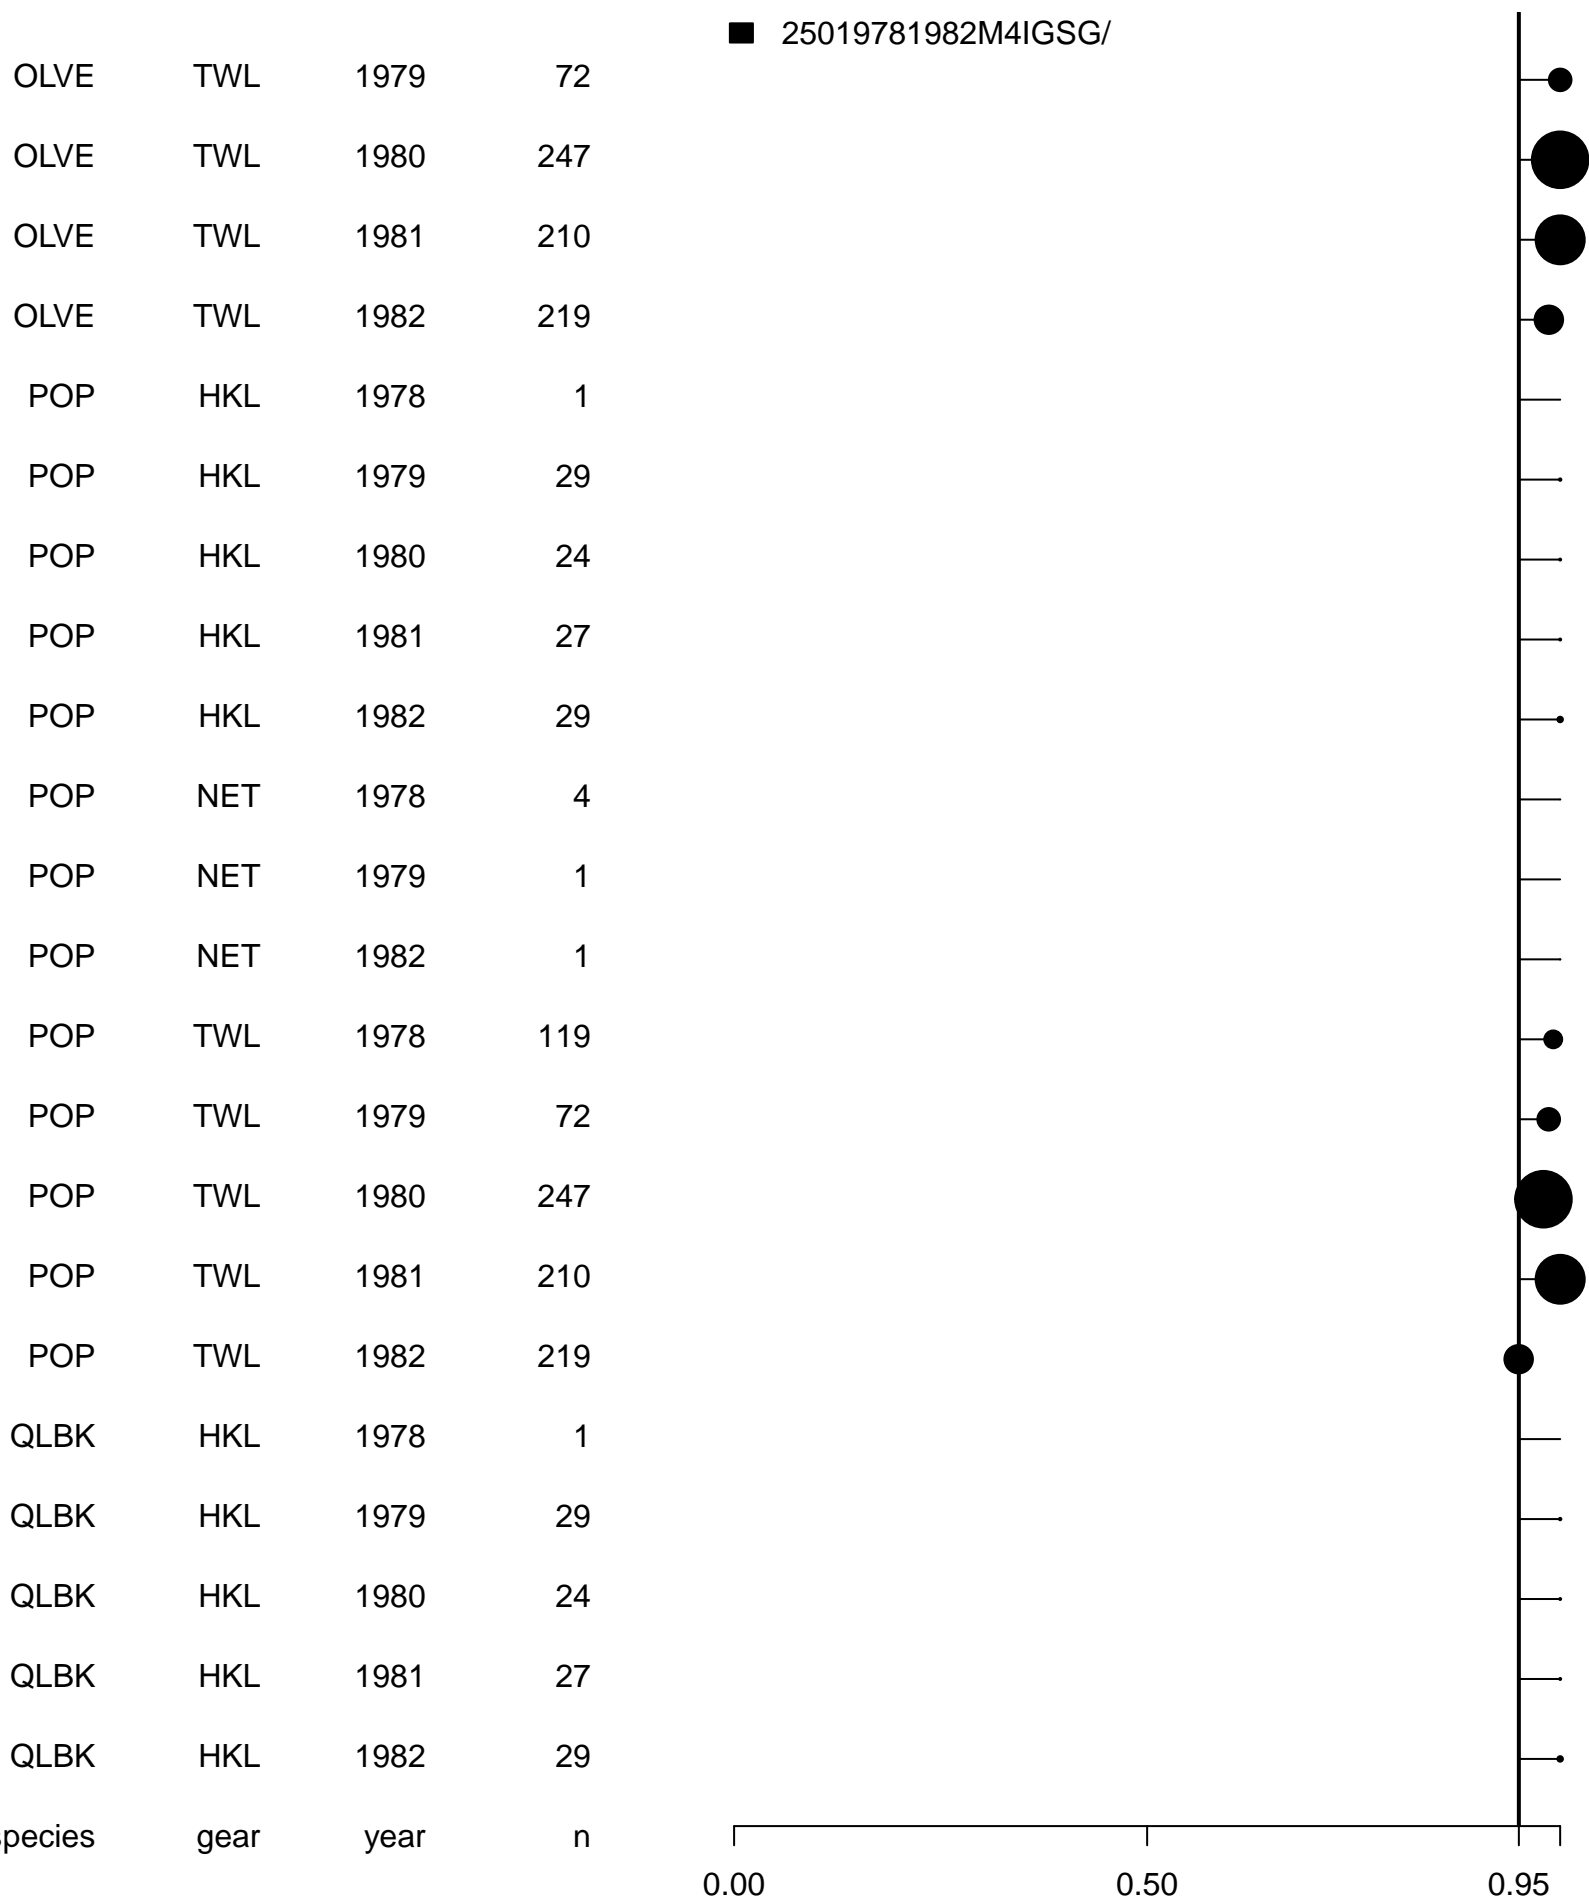 25019781982M4IGSG/
OLVE TWL 1979 72
OLVE TWL 1980 247
OLVE TWL 1981 210
OLVE TWL 1982 219
POP HKL 1978 1
POP HKL 1979 29
POP HKL 1980 24
POP HKL 1981 27
POP HKL 1982 29
POP NET 1978 4
POP NET 1979 1
POP NET 1982 1
POP TWL 1978 119
POP TWL 1979 72
POP TWL 1980 247
POP TWL 1981 210
POP TWL 1982 219
QLBK HKL 1978 1
QLBK HKL 1979 29
QLBK HKL 1980 24
QLBK HKL 1981 27
QLBK HKL 1982 29
species gear year n
0.00 0.50 0.95